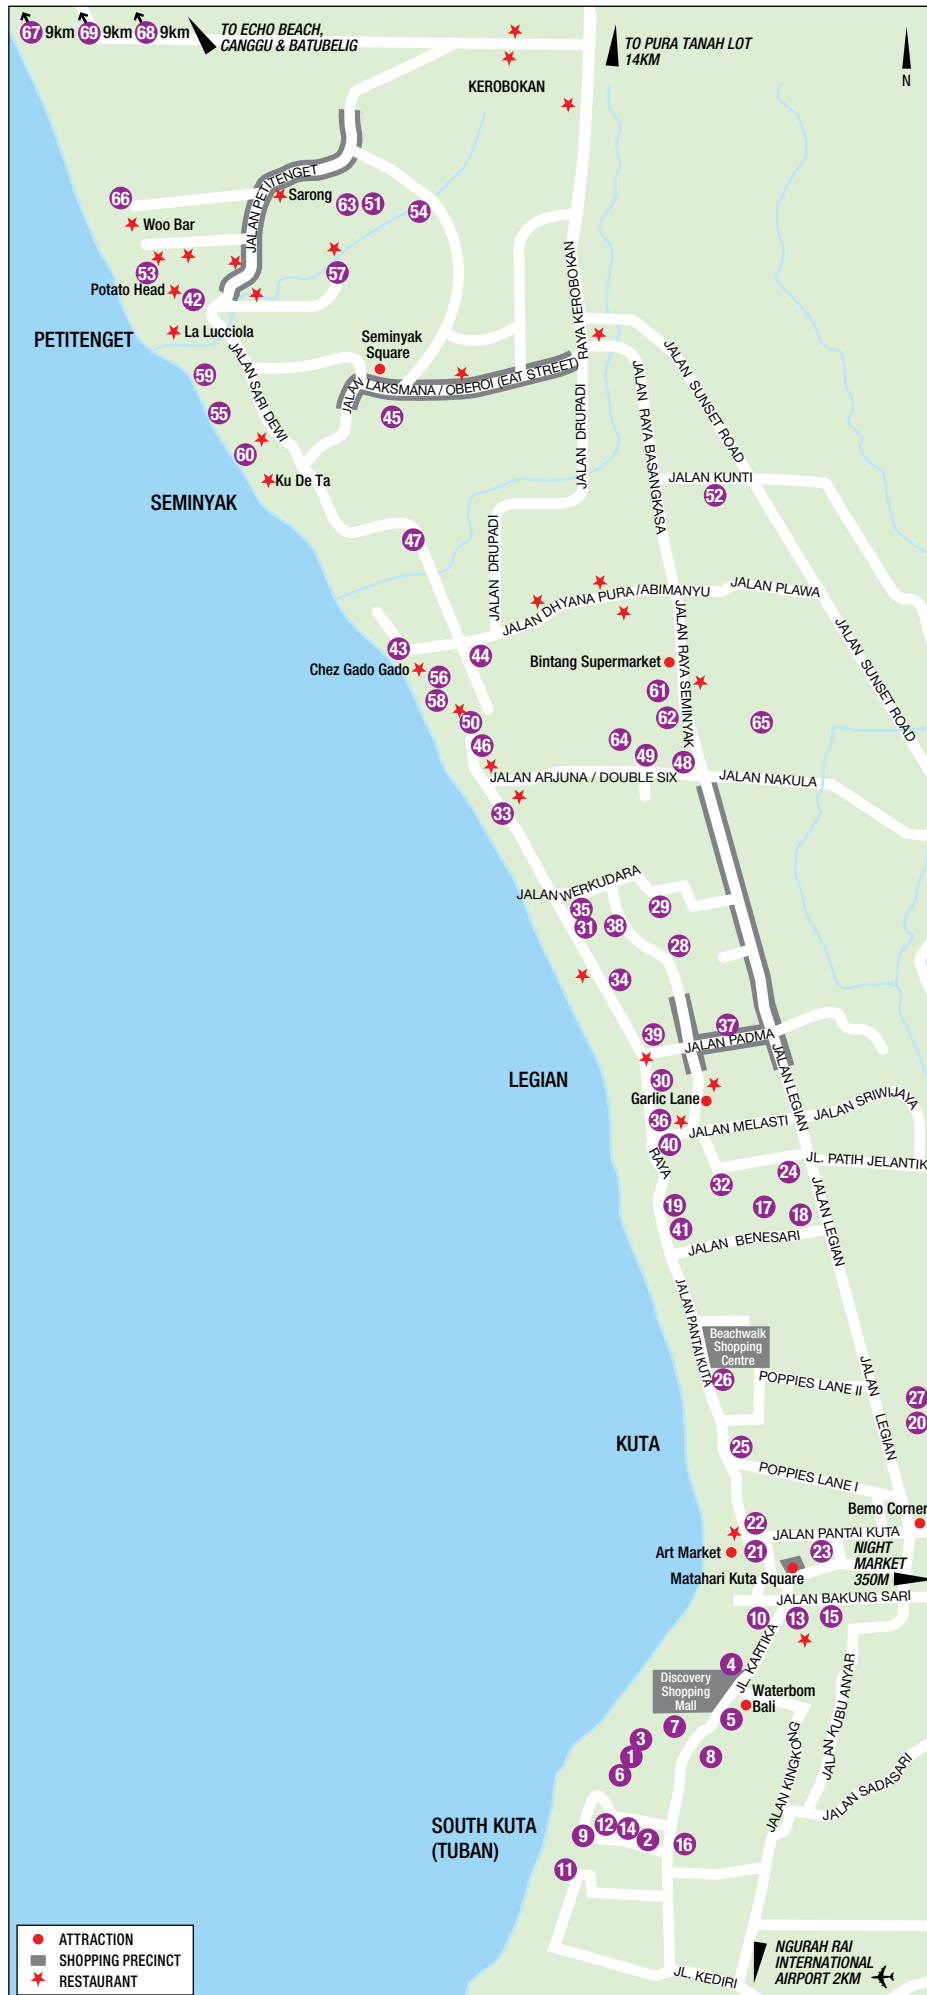 67 9km 69 9km 68 9km
TO ECHO BEACH,
CANGGU & BATUBELIG
TO PURA TANAH LOT
14KM
N
KEROBOKAN
JALAN PETITENGET
Sarong
66
63
51
54
Woo Bar
53
57
Potato Head
42
La Lucciola
PETITENGET
JALAN SARI DEWI
Seminyak
Square
JALAN LAKSMANA / OBEROI (EAT STREET)
RAYA KEROBOKAN
JALAN DRUPADI
JALAN RAYA BASANGKASA
JALAN SUNSET ROAD
59
55
45
60
Ku De Ta
JALAN KUNTI
52
SEMINYAK
47
JALAN DRUPADI
JALAN DHYANA PURA / ABIMANYU
JALAN PLAWA
JALAN SUNSET ROAD
43
44
Chez Gado Gado
56
Bintang Supermarket
JALAN RAYA SEMINYAK
58
61
50
62
65
46
64
49
48
JALAN ARJUNA / DOUBLE SIX
JALAN NAKULA
33
JALAN WERKUDARA
35
29
31
38
28
34
39
37
JALAN PADMA
JALAN LEGIAN
LEGIAN
30
Garlic Lane
36
JALAN MELASTI
JALAN SRIWIJAYA
40
RAYA
JL. PATIH JELANTIK
24
32
19
17
18
JALAN LEGIAN
41
JALAN BENESARI
JALAN PANTAI KUTA
Beachwalk
Shopping
Centre
26
POPPIES LANE II
JALAN LEGIAN
27
20
KUTA
25
POPPIES LANE I
Bemo Corner
22
JALAN PANTAI KUTA
Art Market
21
23
NIGHT
MARKET
350M
Matahari Kuta Square
JALAN BAKUNG SARI
10
13
15
JL. KARTIKA
4
Discovery
Shopping
Mall
Waterbom
Bali
5
7
3
1
8
6
JALAN KINGKONG
JALAN KUBU ANYAR
JALAN SADASARI
SOUTH KUTA
(TUBAN)
12
14
9
2
16
11
NGURAH RAI
INTERNATIONAL
AIRPORT 2KM
JL. KEDIRI
ATTRACTION
SHOPPING PRECINCT
RESTAURANT